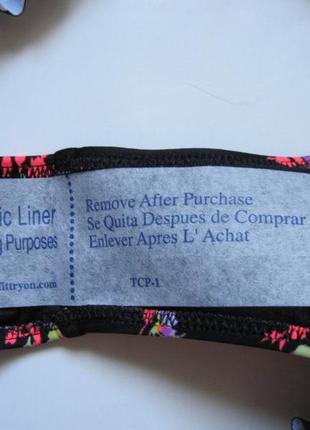 ic Liner
g Purposes
fittryon.com
Remove After Purchase
Se Quita Despues de Comprar
Enlever Apres L' Achat
TCP-1